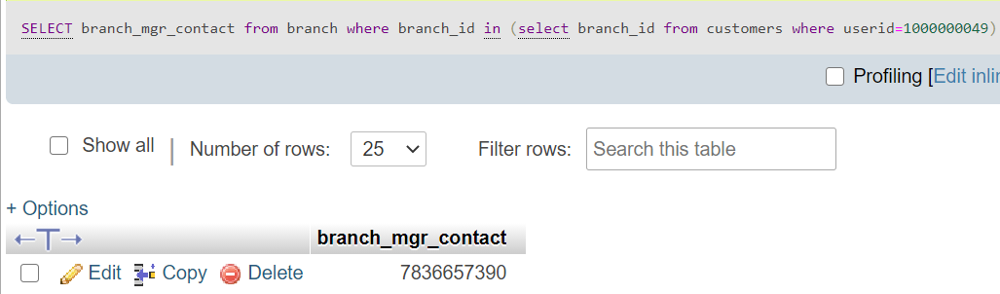 SELECT branch_mgr_contact from branch where branch_id in (select branch_id from customers where userid=1000000049)
Profiling [Edit inlin
Show all | Number of rows: 25 Filter rows: Search this table
+ Options
←T→ branch_mgr_contact
Edit Copy Delete 7836657390